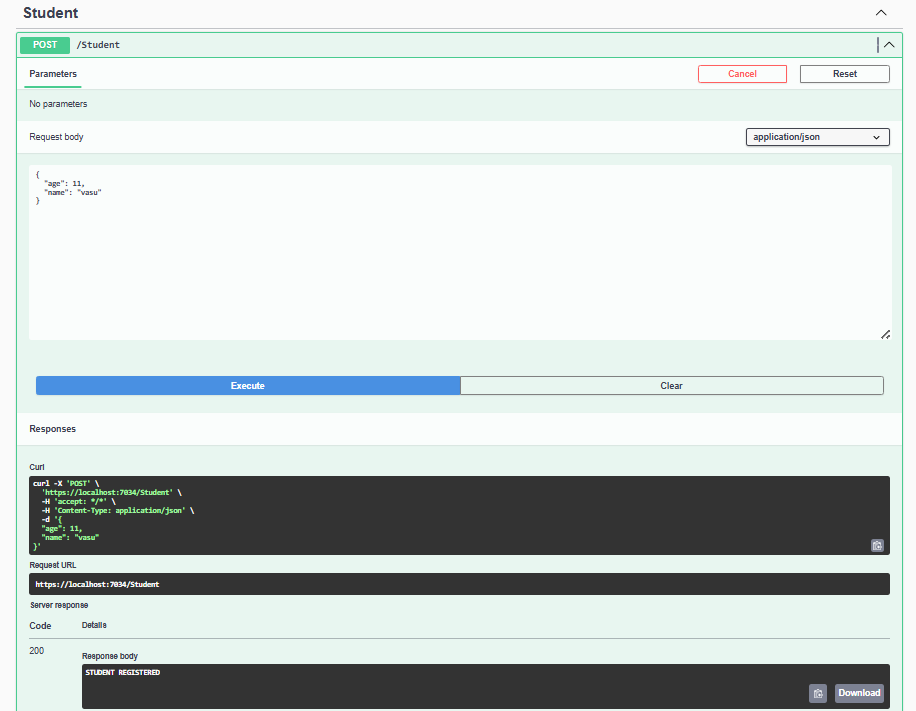 Student
POST /Student
Parameters
Cancel
Reset
No parameters
Request body
application/json
{
  "age": 11,
  "name": "vasu"
}
Execute
Clear
Responses
Curl
curl -X 'POST' \
  'https://localhost:7034/Student' \
  -H 'accept: */*' \
  -H 'Content-Type: application/json' \
  -d '{
  "age": 11,
  "name": "vasu"
}'
Request URL
https://localhost:7034/Student
Server response
Code Details
200
Response body
STUDENT REGISTERED
Download